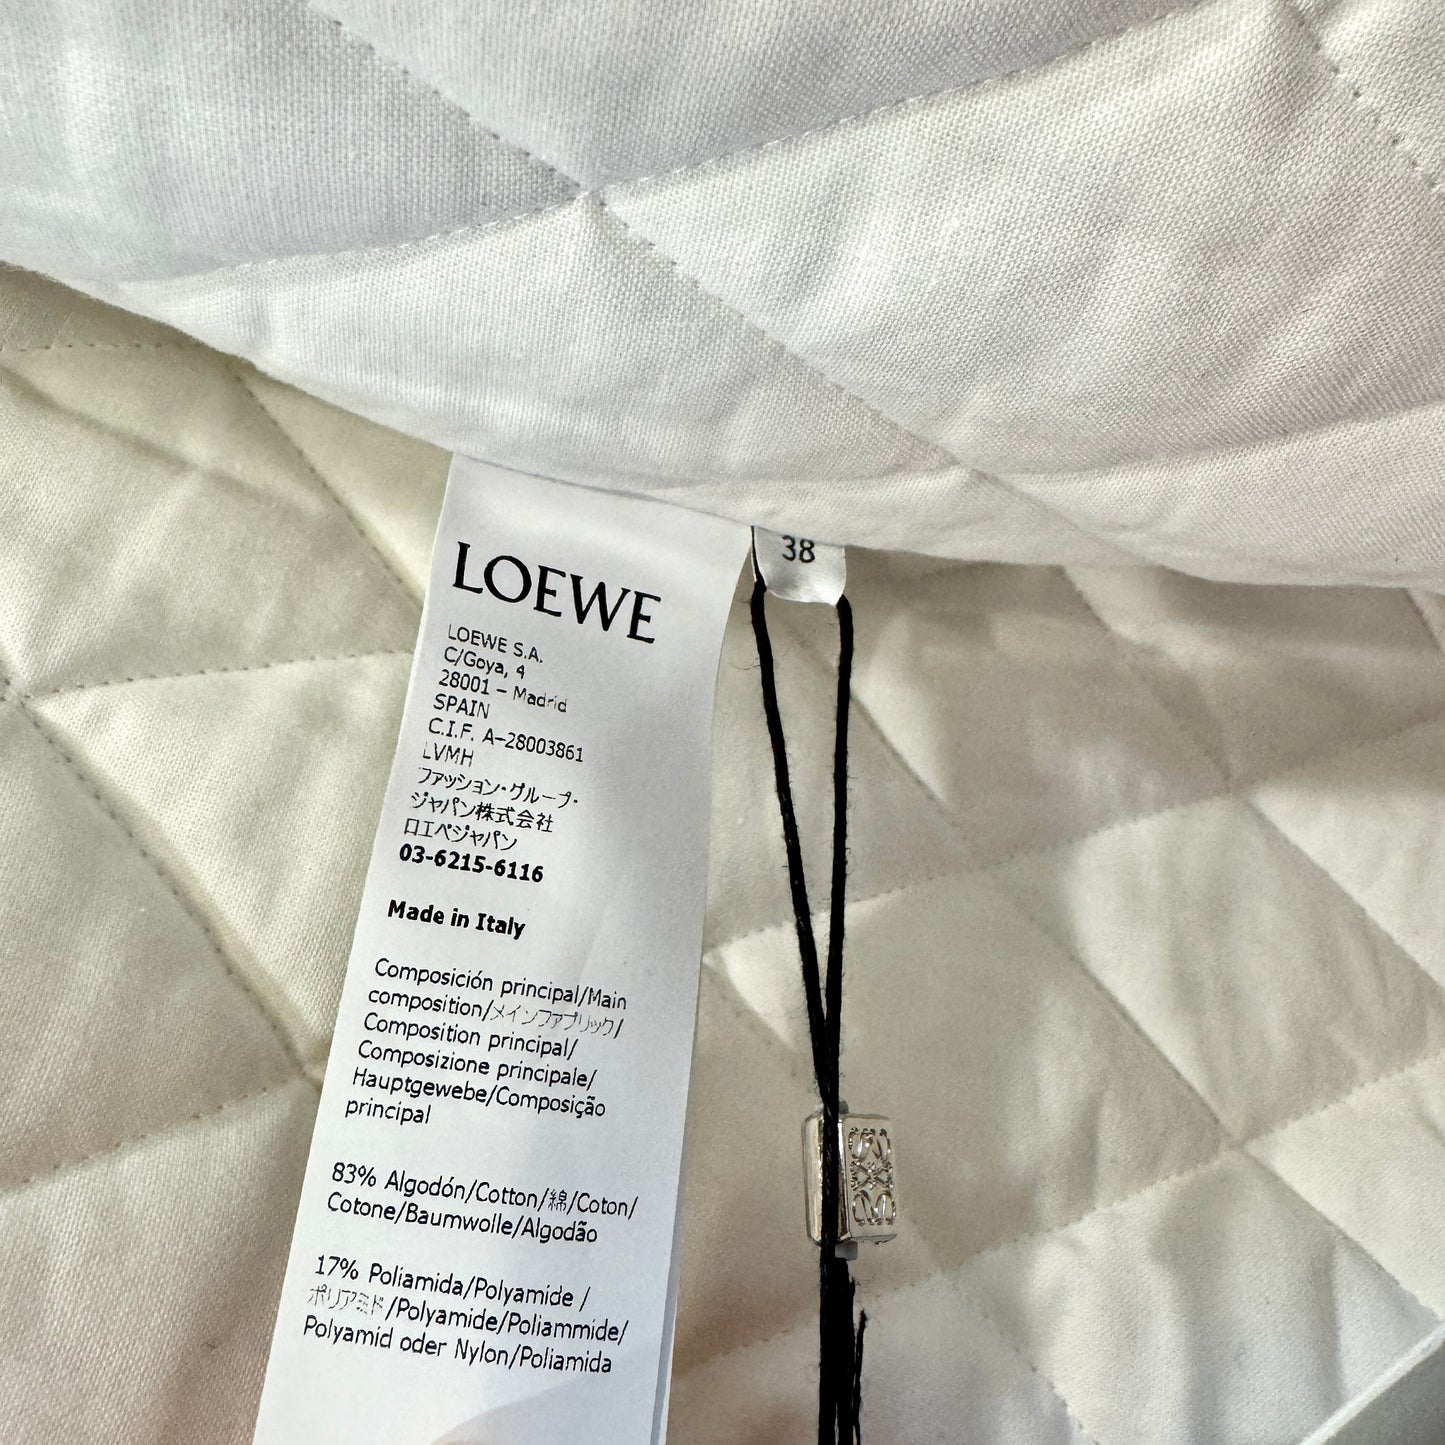 LOEWE
LOEWE S.A.
C/Goya, 4
28001 – Madrid
SPAIN
C.I.F. A-28003861
LVMH
ファッション・グループ・
ジャパン株式会社
ロエベジャパン
03-6215-6116
Made in Italy
Composición principal/Main
composition/メインファブリック/
Composition principal/
Composizione principale/
Hauptgewebe/Composição
principal
83% Algodón/Cotton/綿/Coton/
Cotone/Baumwolle/Algodão
17% Poliamida/Polyamide /
ポリアミド/Polyamide/Poliammide/
Polyamid oder Nylon/Poliamida
38